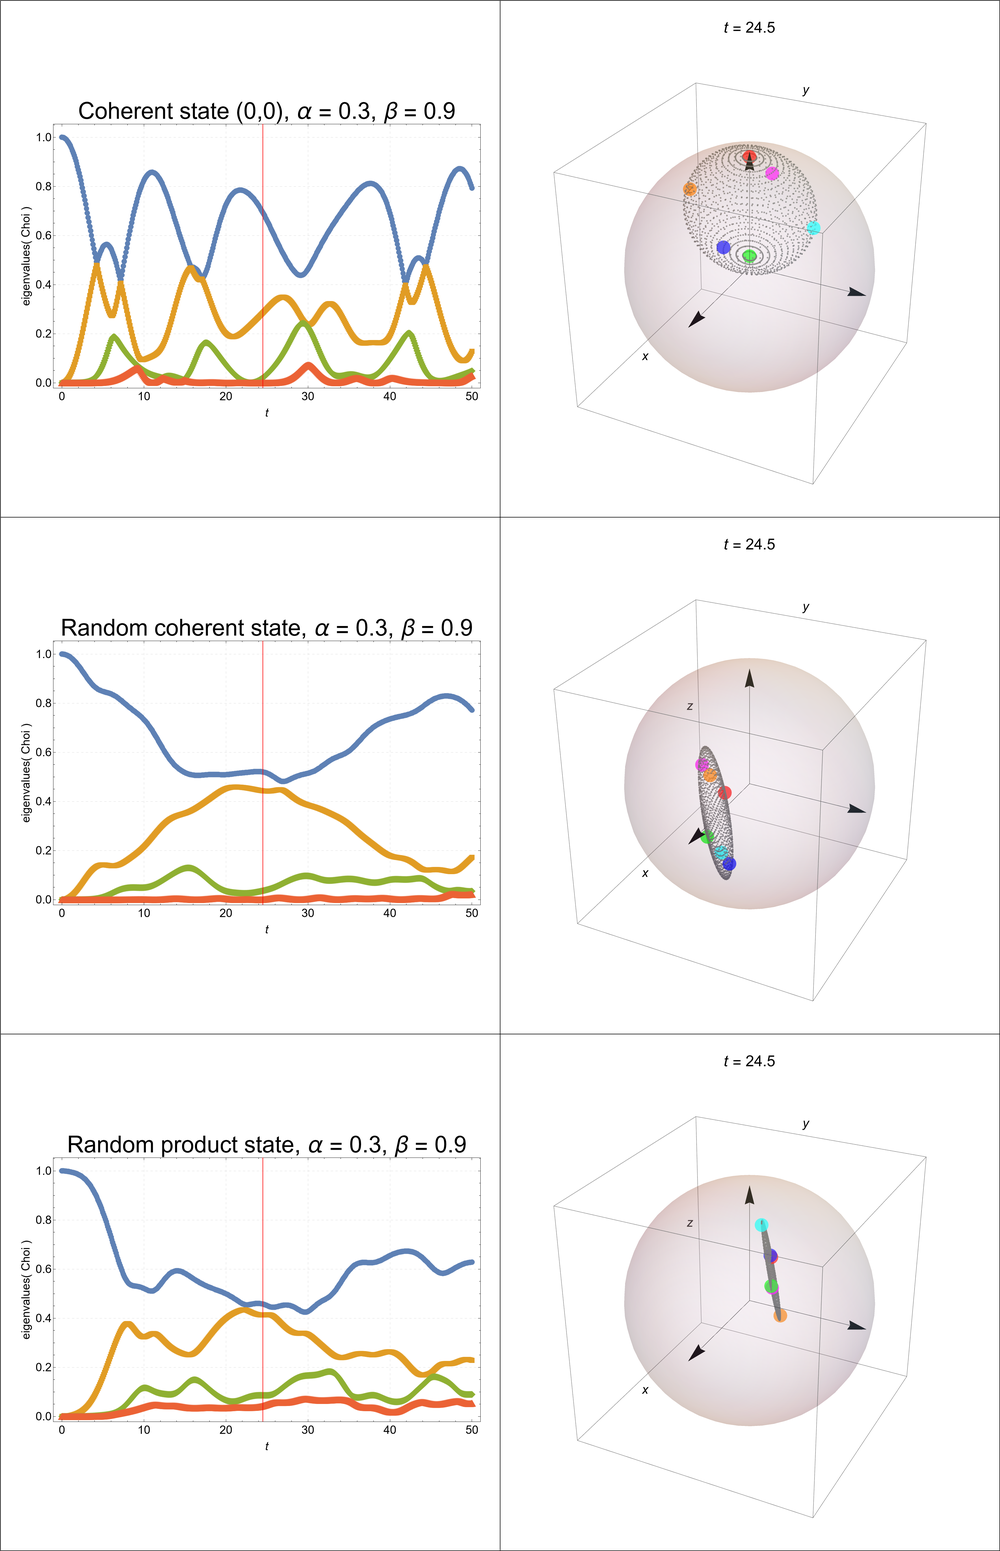 t = 24.5
Coherent state (0,0), α = 0.3, β = 0.9
y
1.0
0.8
0.6
0.4
0.2
0.0
eigenvalues( Choi )
0
10
20
30
40
50
t
x
t = 24.5
Random coherent state, α = 0.3, β = 0.9
y
z
1.0
0.8
0.6
0.4
0.2
0.0
eigenvalues( Choi )
0
10
20
30
40
50
t
x
t = 24.5
Random product state, α = 0.3, β = 0.9
y
z
1.0
0.8
0.6
0.4
0.2
0.0
eigenvalues( Choi )
0
10
20
30
40
50
t
x